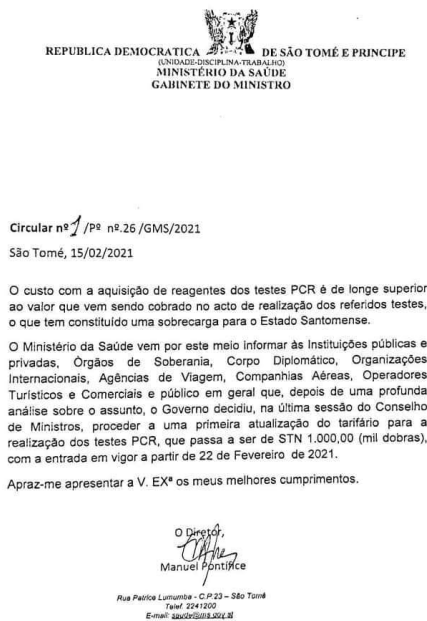 REPUBLICA DEMOCRATICA DE SÃO TOMÉ E PRINCIPE
(UNIDADE-DISCIPLINA-TRABALHO)
MINISTÉRIO DA SAÚDE
GABINETE DO MINISTRO
Circular nº 1 /Pº nº.26 /GMS/2021
São Tomé, 15/02/2021
O custo com a aquisição de reagentes dos testes PCR é de longe superior
ao valor que vem sendo cobrado no acto de realização dos referidos testes,
o que tem constituído uma sobrecarga para o Estado Santomense.
O Ministério da Saúde vem por este meio informar às Instituições públicas e
privadas, Órgãos de Soberania, Corpo Diplomático, Organizações
Internacionais, Agências de Viagem, Companhias Aéreas, Operadores
Turísticos e Comerciais e público em geral que, depois de uma profunda
análise sobre o assunto, o Governo decidiu, na última sessão do Conselho
de Ministros, proceder a uma primeira atualização do tarifário para a
realização dos testes PCR, que passa a ser de STN 1.000,00 (mil dobras),
com a entrada em vigor a partir de 22 de Fevereiro de 2021.
Apraz-me apresentar a V. EXª os meus melhores cumprimentos.
O Diretor,
Manuel Pontífice
Rua Patrice Lumumba - C.P.23 - São Tomé
Telef. 2241200
E-mail: